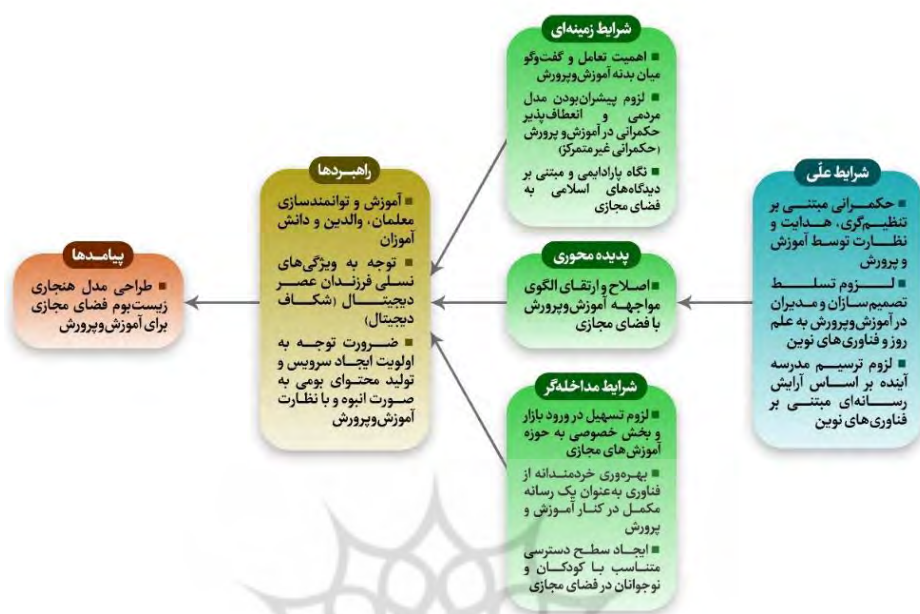 شرایط علّی
■ حکمرانی مبتنی بر
تنظیم‌گری، هدایت و
نظارت توسط آموزش
و پرورش
■ لزوم تسلط
تصمیم‌سازان و مدیران
در آموزش‌وپرورش به علم
روز و فناوری‌های نوین
■ لزوم ترسیم مدرسه
آینده بر اساس آرایش
رسانه‌ای مبتنی بر
فناوری‌های نوین
شرایط زمینه‌ای
■ اهمیت تعامل و گفت‌وگو
میان بدنه آموزش‌وپرورش
■ لزوم پیشران‌بودن مدل
مردمی و انعطاف‌پذیر
حکمرانی در آموزش‌و پرورش
(حکمرانی غیرمتمرکز)
■ نگاه پارادایمی و مبتنی بر
دیدگاه‌های اسلامی به
فضای مجازی
پدیده محوری
■ اصلاح و ارتقای الگوی
مواجهه آموزش‌وپرورش
با فضای مجازی
شرایط مداخله‌گر
■ لزوم تسهیل در ورود بازار
و بخش خصوصی به حوزه
آموزش‌های مجازی
■ بهره‌وری خردمندانه از
فناوری به‌عنوان یک رسانه
مکمل در کنار آموزش و
پرورش
■ ایجاد سطح دسترسی
متناسب با کودکان و
نوجوانان در فضای مجازی
راهبردها
■ آموزش و توانمندسازی
معلمان، والدین و دانش
آموزان
■ توجه به ویژگی‌های
نسلی فرزندان عصر
دیجیتال (شکاف
دیجیتال)
■ ضرورت توجه به
اولویت ایجاد سرویس و
تولید محتوای بومی به
صورت انبوه و با نظارت
آموزش‌وپرورش
پیامدها
■ طراحی مدل هنجاری
زیست‌بوم فضای مجازی
برای آموزش‌وپرورش